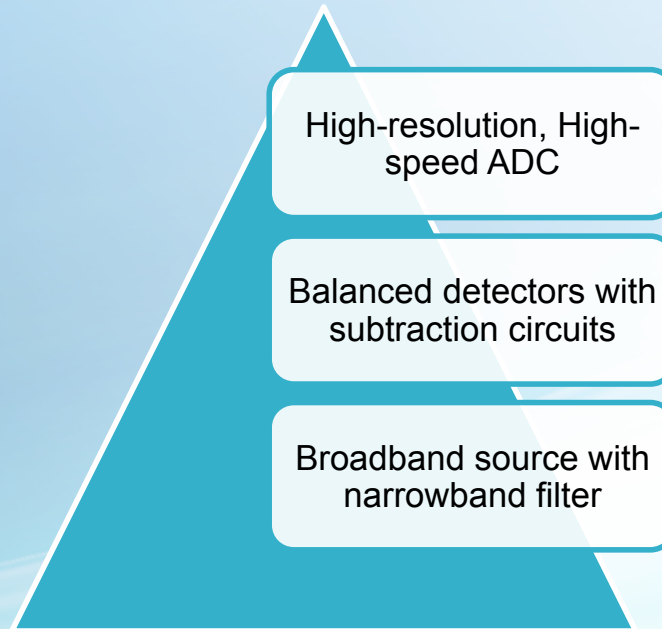 High-resolution, High-
speed ADC
Balanced detectors with
subtraction circuits
Broadband source with
narrowband filter